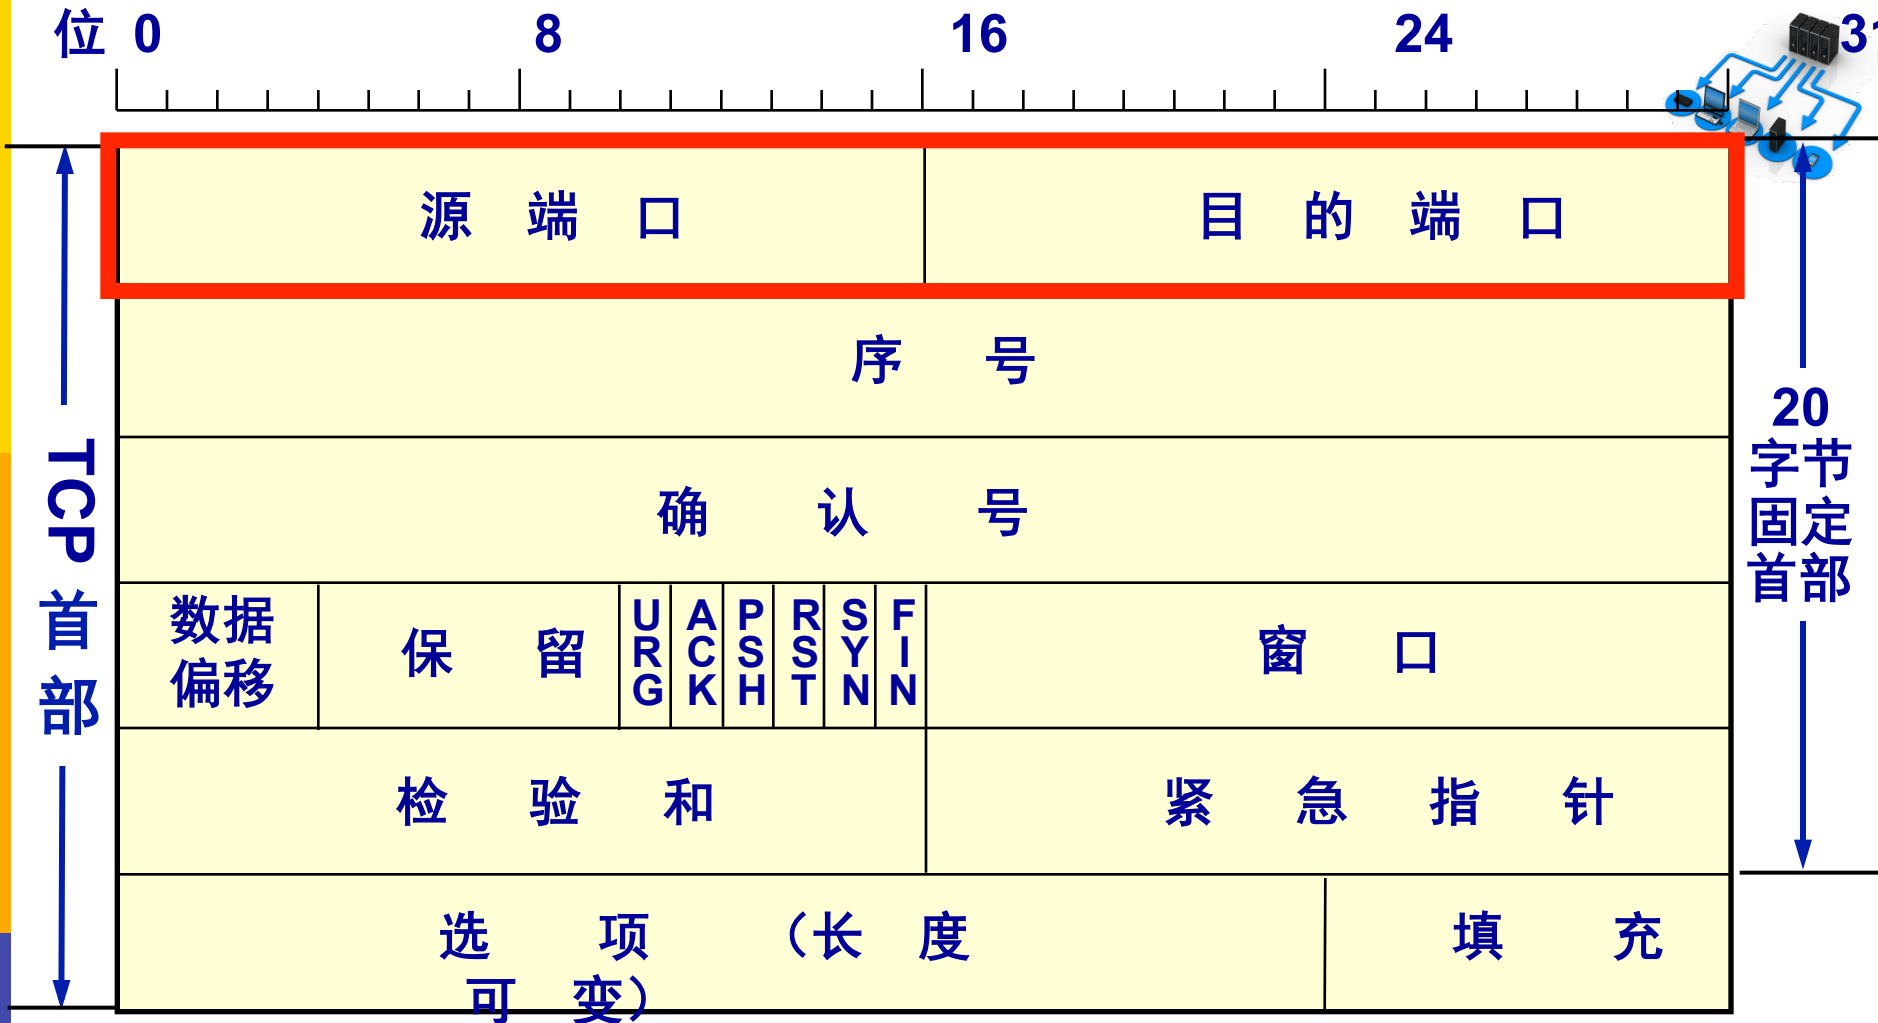 位 0 8 16 24 31
源 端 口
目 的 端 口
序 号
确 认 号
数据
偏移
保 留
URG
ACK
PSH
RST
SYN
FIN
窗 口
检 验 和
紧 急 指 针
选 项 （长 度
可 变）
填 充
TCP 首部
20
字节
固定
首部